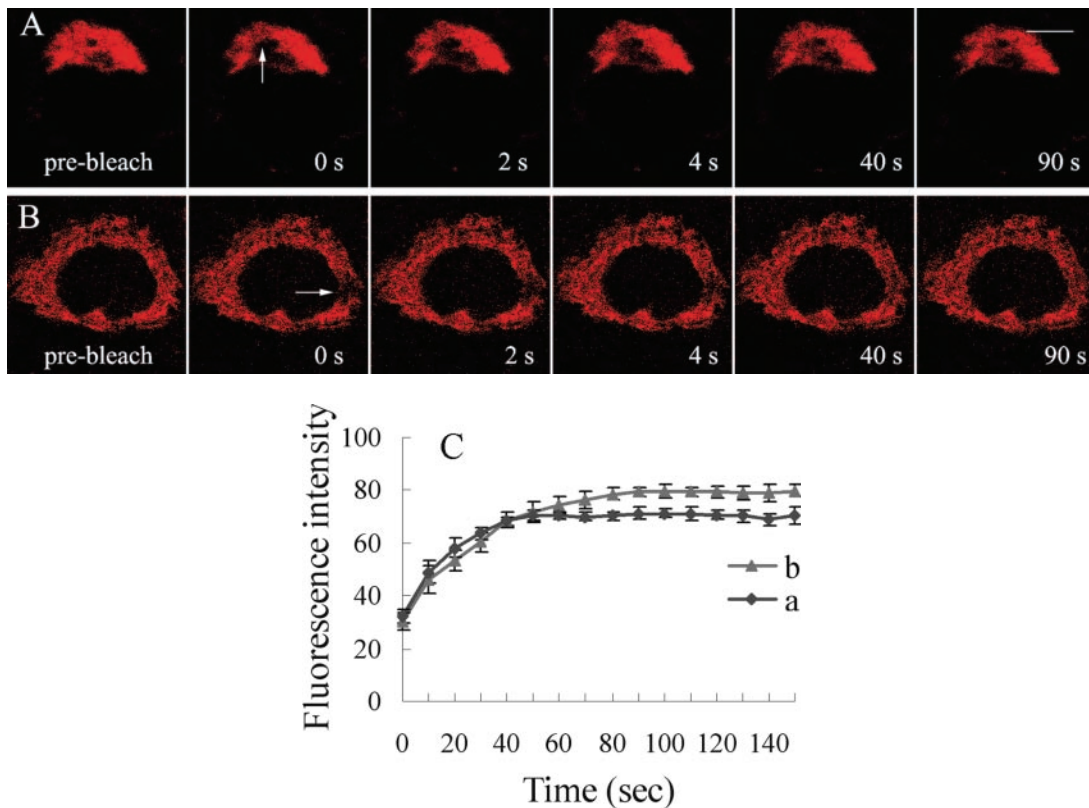 A
pre-bleach 0 s 2 s 4 s 40 s 90 s
B
pre-bleach 0 s 2 s 4 s 40 s 90 s
C
Fluorescence intensity
100
80
60
40
20
0
b
a
0 20 40 60 80 100 120 140
Time (sec)